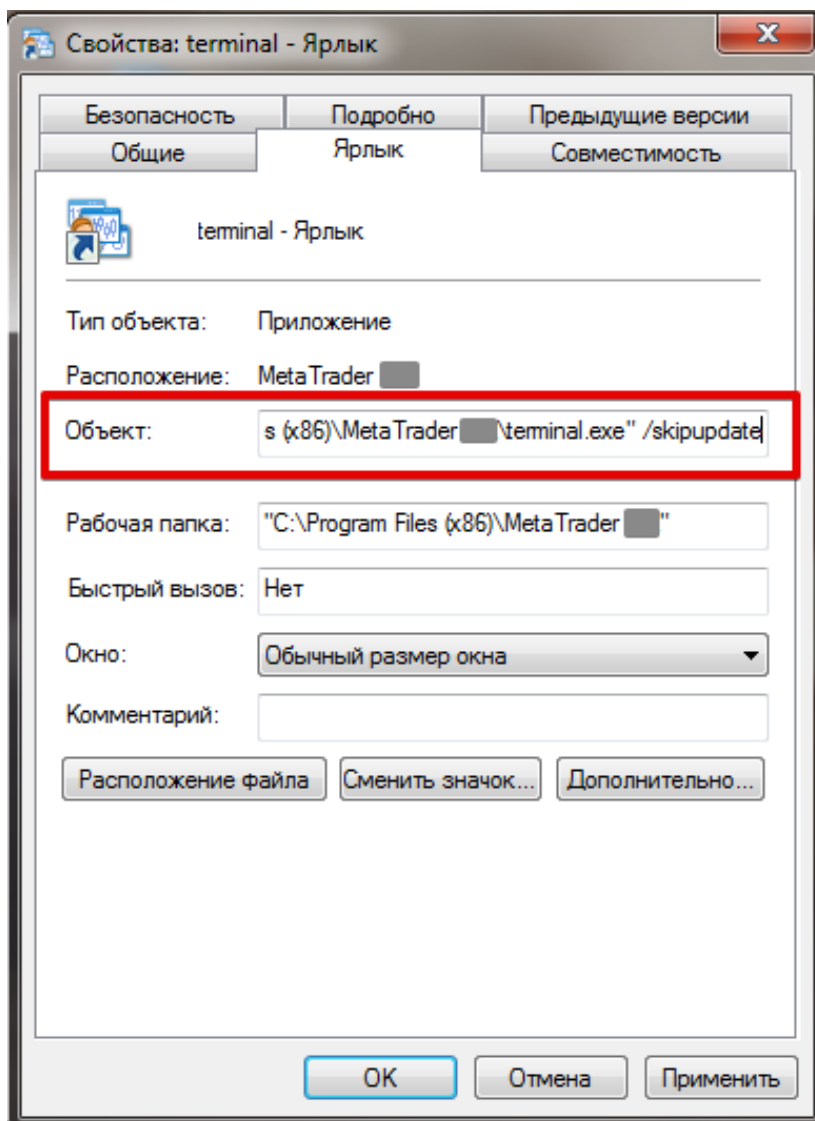 Свойства: terminal - Ярлык
Безопасность Подробно Предыдущие версии
Общие Ярлык Совместимость
terminal - Ярлык
Тип объекта: Приложение
Расположение: MetaTrader
Объект: s (x86)\MetaTrader \terminal.exe" /skipupdate
Рабочая папка: "C:\Program Files (x86)\MetaTrader "
Быстрый вызов: Нет
Окно: Обычный размер окна
Комментарий:
Расположение файла Сменить значок... Дополнительно...
OK Отмена Применить